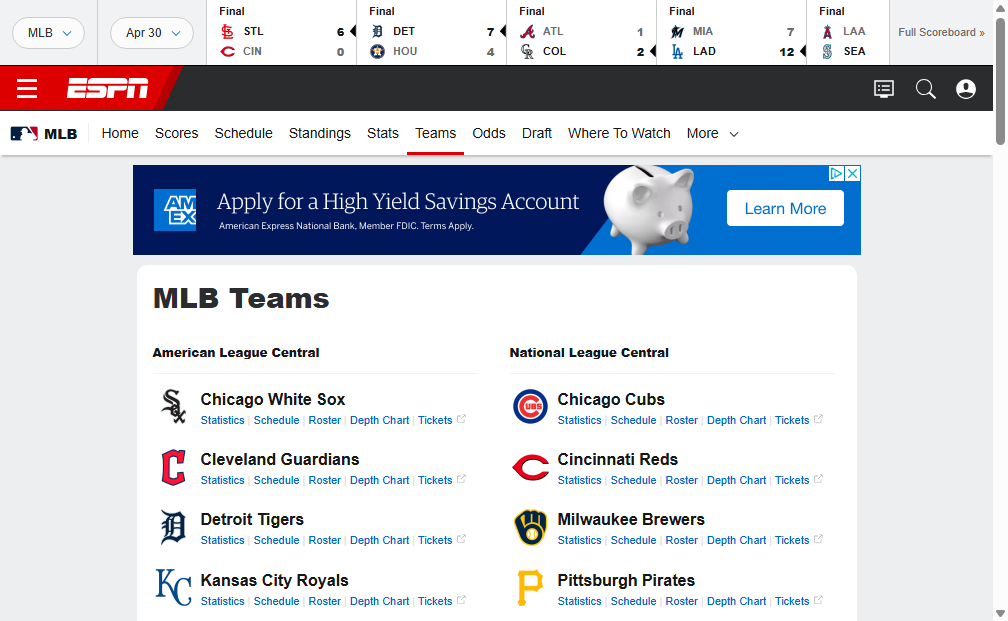 MLB
Apr 30
Final
STL 6
CIN 0
Final
DET 7
HOU 4
Final
ATL 1
COL 2
Final
MIA 7
LAD 12
Final
LAA
SEA
Full Scoreboard »
ESPN
MLB Home Scores Schedule Standings Stats Teams Odds Draft Where To Watch More
AM EX
Apply for a High Yield Savings Account
American Express National Bank, Member FDIC. Terms Apply.
Learn More
MLB Teams
American League Central
Chicago White Sox
Statistics | Schedule | Roster | Depth Chart | Tickets
Cleveland Guardians
Statistics | Schedule | Roster | Depth Chart | Tickets
Detroit Tigers
Statistics | Schedule | Roster | Depth Chart | Tickets
Kansas City Royals
Statistics | Schedule | Roster | Depth Chart | Tickets
National League Central
Chicago Cubs
Statistics | Schedule | Roster | Depth Chart | Tickets
Cincinnati Reds
Statistics | Schedule | Roster | Depth Chart | Tickets
Milwaukee Brewers
Statistics | Schedule | Roster | Depth Chart | Tickets
Pittsburgh Pirates
Statistics | Schedule | Roster | Depth Chart | Tickets